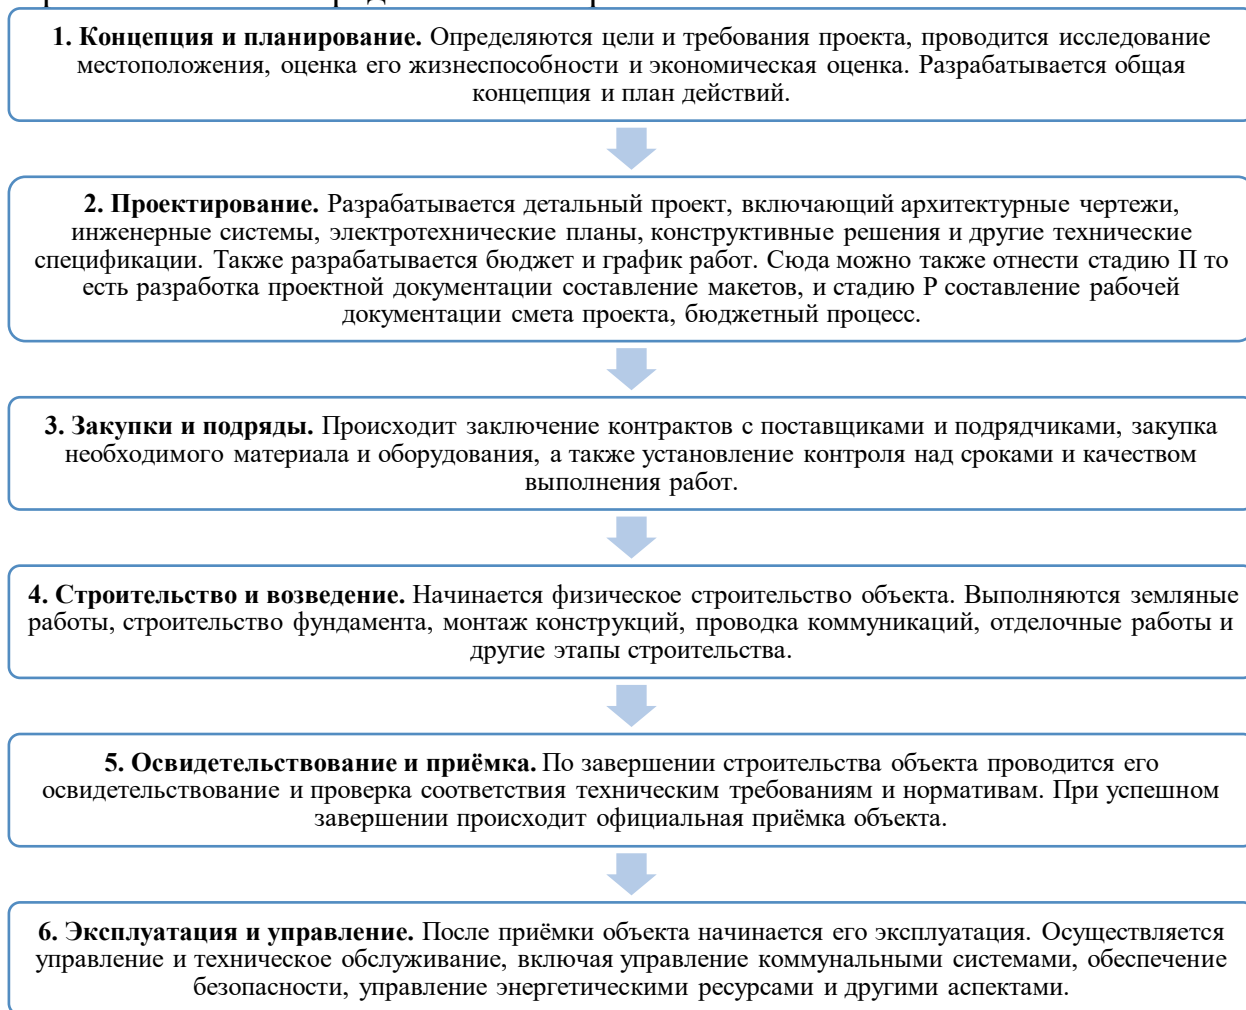 1. Концепция и планирование. Определяются цели и требования проекта, проводится исследование
местоположения, оценка его жизнеспособности и экономическая оценка. Разрабатывается общая
концепция и план действий.
2. Проектирование. Разрабатывается детальный проект, включающий архитектурные чертежи,
инженерные системы, электротехнические планы, конструктивные решения и другие технические
спецификации. Также разрабатывается бюджет и график работ. Сюда можно также отнести стадию П то
есть разработка проектной документации составление макетов, и стадию Р составление рабочей
документации смета проекта, бюджетный процесс.
3. Закупки и подряды. Происходит заключение контрактов с поставщиками и подрядчиками, закупка
необходимого материала и оборудования, а также установление контроля над сроками и качеством
выполнения работ.
4. Строительство и возведение. Начинается физическое строительство объекта. Выполняются земляные
работы, строительство фундамента, монтаж конструкций, проводка коммуникаций, отделочные работы и
другие этапы строительства.
5. Освидетельствование и приёмка. По завершении строительства объекта проводится его
освидетельствование и проверка соответствия техническим требованиям и нормативам. При успешном
завершении происходит официальная приёмка объекта.
6. Эксплуатация и управление. После приёмки объекта начинается его эксплуатация. Осуществляется
управление и техническое обслуживание, включая управление коммунальными системами, обеспечение
безопасности, управление энергетическими ресурсами и другими аспектами.